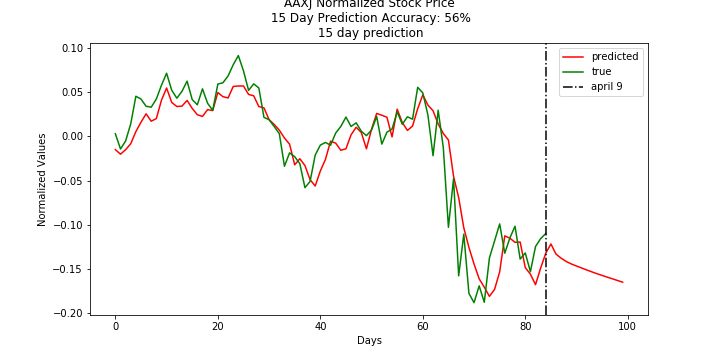 AAXJ Normalized Stock Price
15 Day Prediction Accuracy: 56%
15 day prediction
predicted
true
april 9
Normalized Values
0.10
0.05
0.00
−0.05
−0.10
−0.15
−0.20
0
20
40
60
80
100
Days